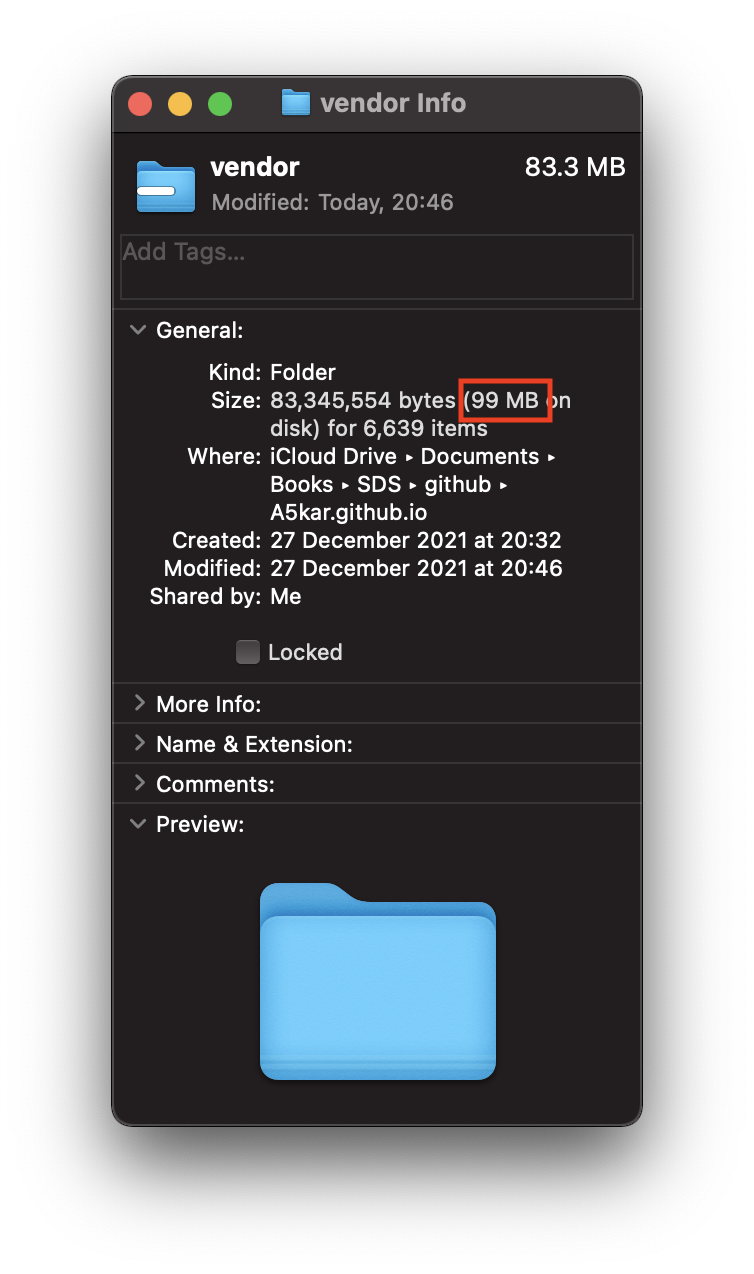 vendor Info
vendor 83.3 MB
Modified: Today, 20:46
Add Tags...
General:
Kind: Folder
Size: 83,345,554 bytes (99 MB on
disk) for 6,639 items
Where: iCloud Drive ▸ Documents ▸
Books ▸ SDS ▸ github ▸
A5kar.github.io
Created: 27 December 2021 at 20:32
Modified: 27 December 2021 at 20:46
Shared by: Me
Locked
More Info:
Name & Extension:
Comments:
Preview: